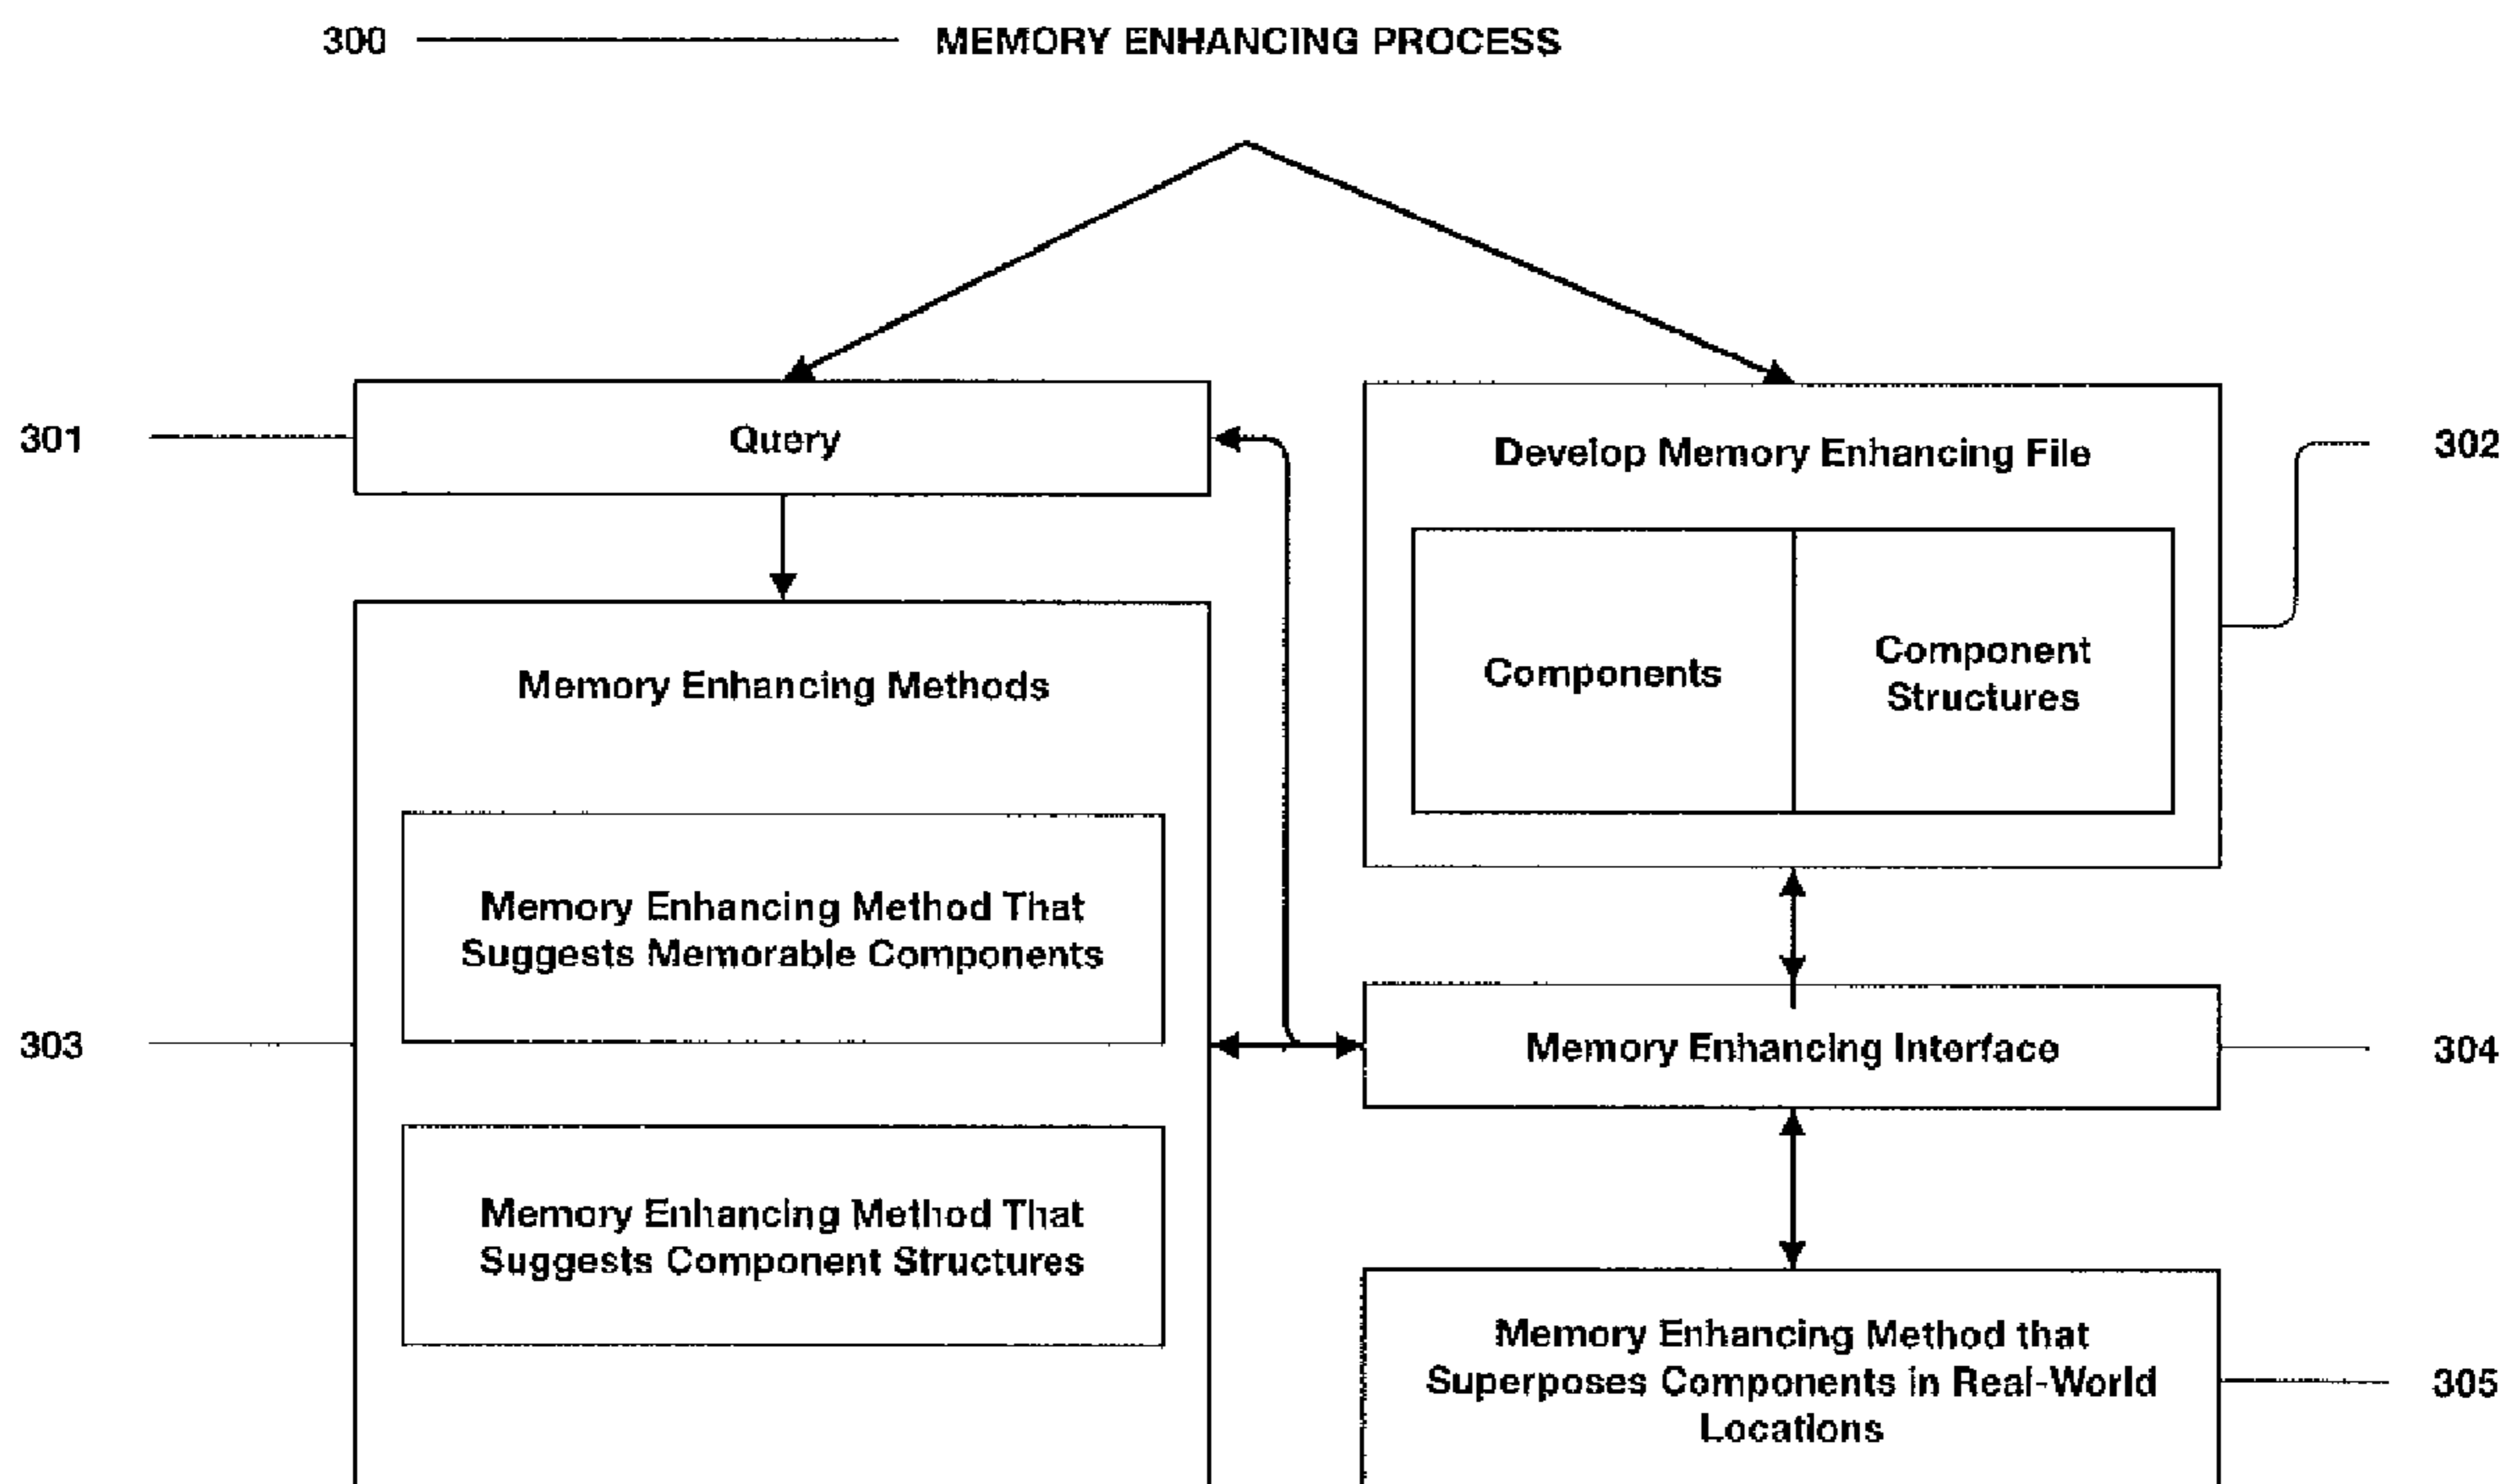 300
MEMORY ENHANCING PROCESS
301
Query
Develop Memory Enhancing File
302
Components
Component
Structures
Memory Enhancing Methods
Memory Enhancing Method That
Suggests Memorable Components
303
Memory Enhancing Interface
304
Memory Enhancing Method That
Suggests Component Structures
Memory Enhancing Method that
Superposes Components in Real-World
Locations
305